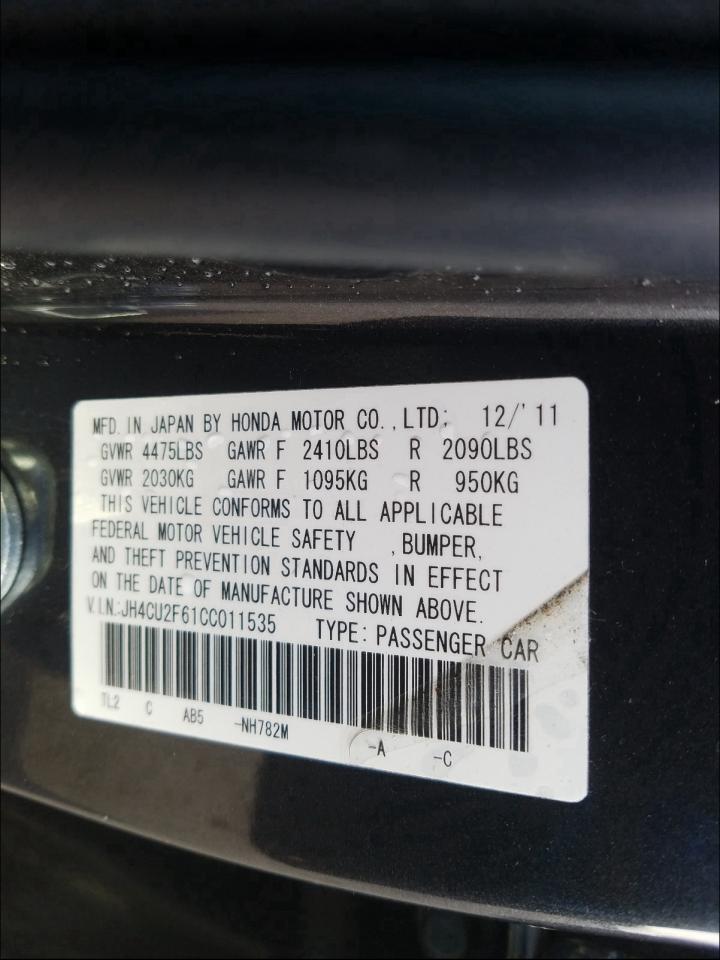 MFD. IN JAPAN BY HONDA MOTOR CO., LTD; 12/'11
GVWR 4475LBS GAWR F 2410LBS R 2090LBS
GVWR 2030KG GAWR F 1095KG R 950KG
THIS VEHICLE CONFORMS TO ALL APPLICABLE
FEDERAL MOTOR VEHICLE SAFETY , BUMPER,
AND THEFT PREVENTION STANDARDS IN EFFECT
ON THE DATE OF MANUFACTURE SHOWN ABOVE.
V.I.N.:JH4CU2F61CC011535 TYPE: PASSENGER CAR
TL2 C AB5 -NH782M -A -C